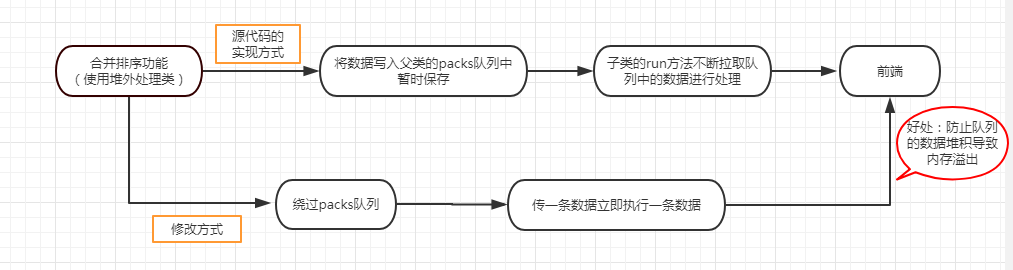 源代码的
实现方式
合并排序功能
（使用堆外处理类）
将数据写入父类的packs队列中
暂时保存
子类的run方法不断拉取队
列中的数据进行处理
前端
好处：防止队列
的数据堆积导致
内存溢出
绕过packs队列
传一条数据立即执行一条数据
修改方式